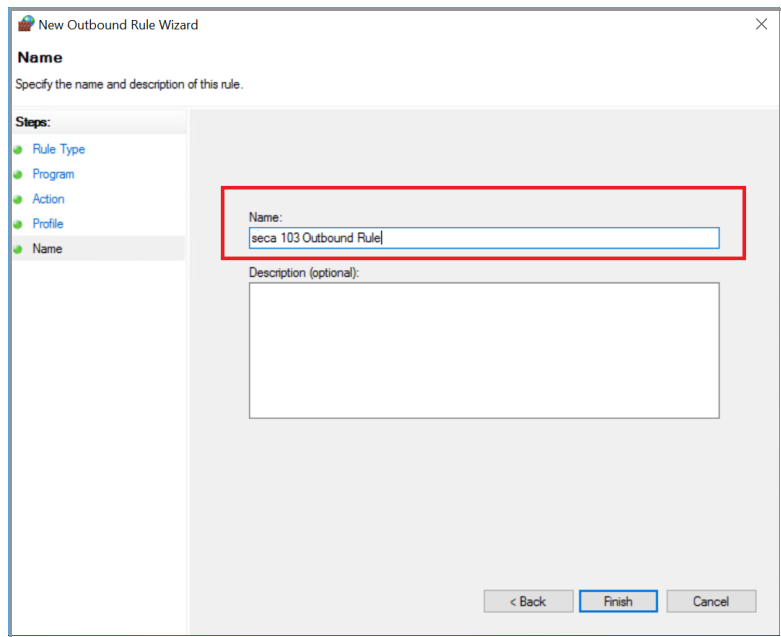 New Outbound Rule Wizard
Name
Specify the name and description of this rule.
Steps:
Rule Type
Program
Action
Profile
Name
Name:
seca 103 Outbound Rule
Description (optional):
< Back
Finish
Cancel